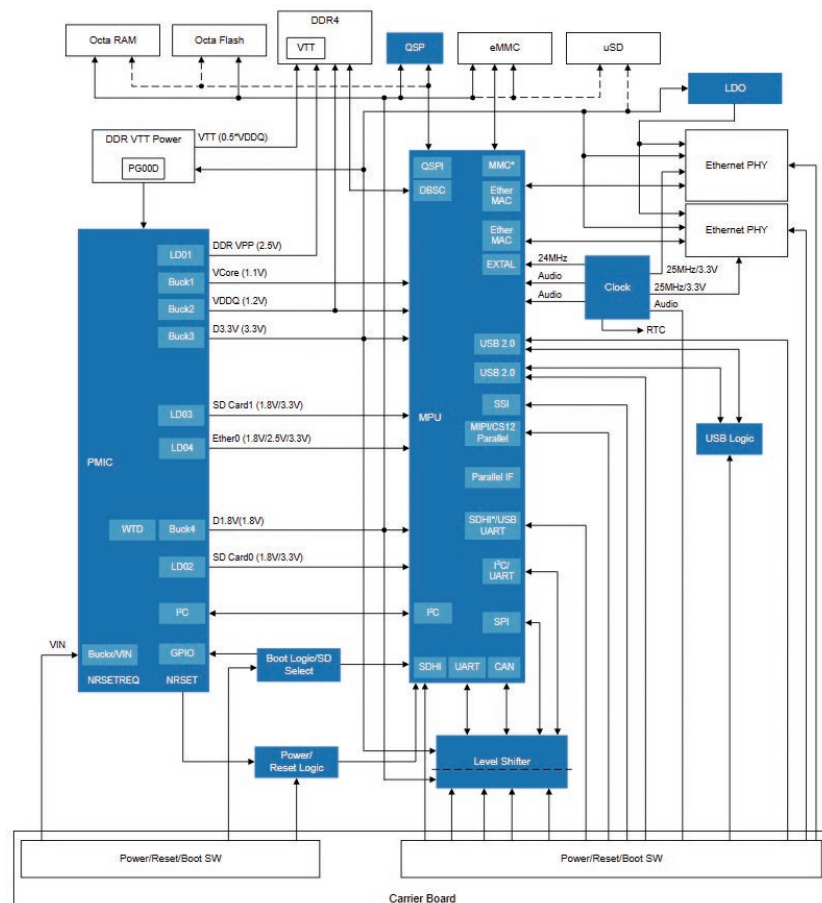 DDR4
Octa RAM
Octa Flash
VTT
QSP
eMMC
uSD
LDO
DDR VTT Power
PG00D
VTT (0.5*VDDQ)
Ethernet PHY
Ethernet PHY
QSPI
MMC*
DBSC
Ether
MAC
Ether
MAC
EXTAL
24MHz
Audio
Audio
Clock
25MHz/3.3V
25MHz/3.3V
Audio
RTC
LD01
DDR VPP (2.5V)
Buck1
VCore (1.1V)
Buck2
VDDQ (1.2V)
Buck3
D3.3V (3.3V)
USB 2.0
USB 2.0
LD03
SD Card1 (1.8V/3.3V)
SSI
MPU
LD04
Ether0 (1.8V/2.5V/3.3V)
MIPI/CS12
Parallel
USB Logic
PMIC
Parallel IF
WTD
Buck4
D1.8V(1.8V)
SDHI*/USB
UART
LD02
SD Card0 (1.8V/3.3V)
I²C/
UART
I²C
I²C
SPI
VIN
Buckx/VIN
GPIO
Boot Logic/SD
Select
SDHI
UART
CAN
NRSETREQ
NRSET
Power/
Reset Logic
Level Shifter
Power/Reset/Boot SW
Power/Reset/Boot SW
Carrier Board